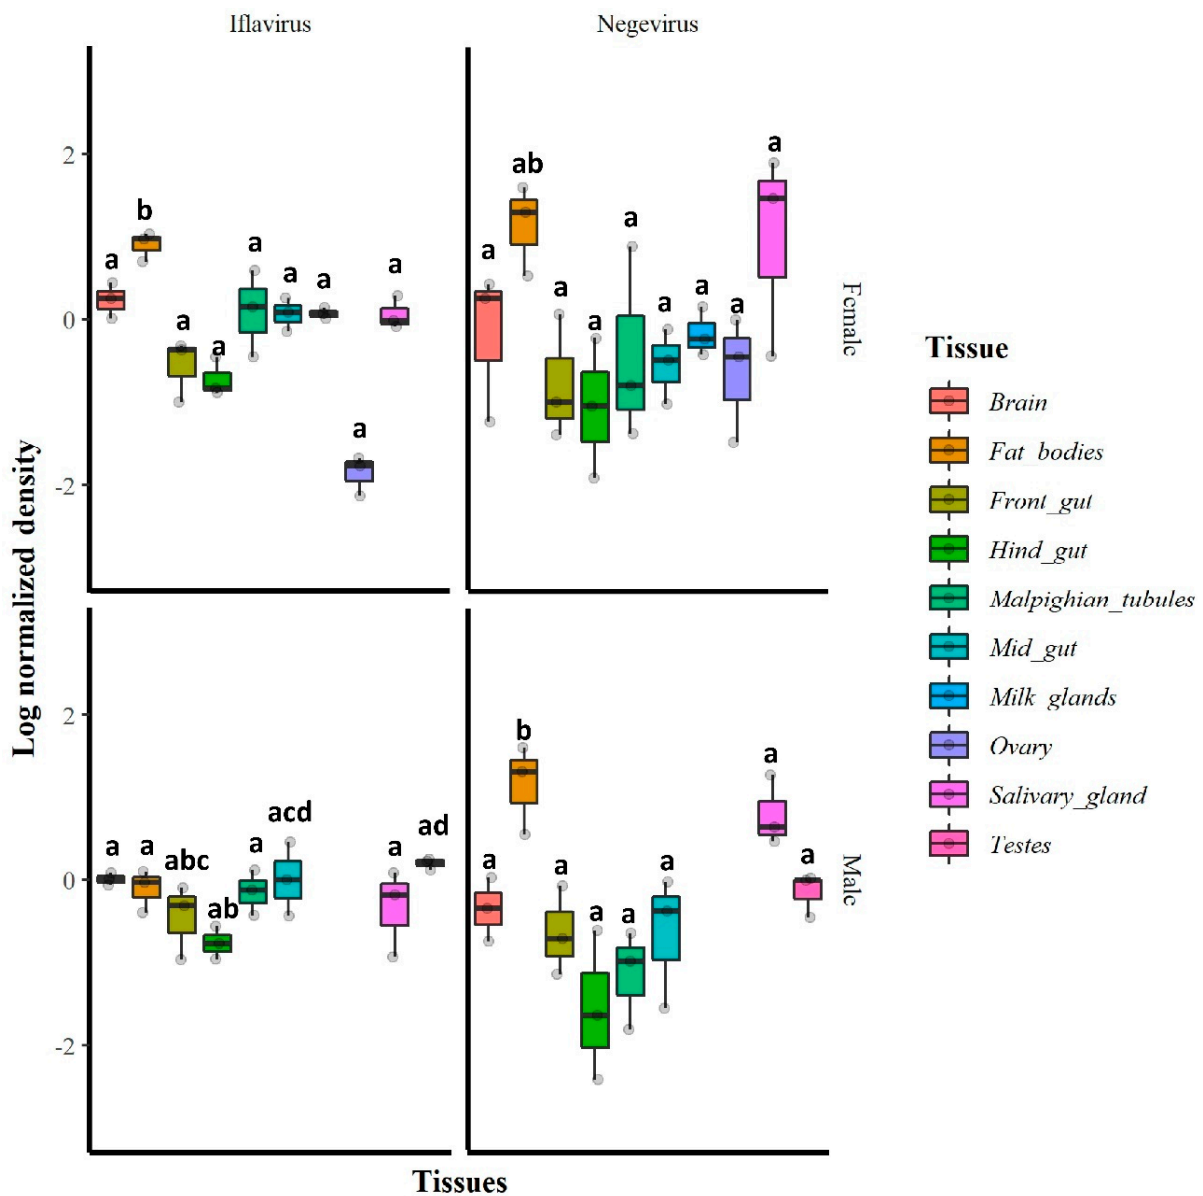 Iflavirus Negevirus
2
0
-2
a b a a a a a a a
a ab a a a a a a a
Female
2
0
-2
a a abc ab a acd a ad
a b a a a a a a
Male
Log normalized density
Tissues
Tissue
Brain
Fat_bodies
Front_gut
Hind_gut
Malpighian_tubules
Mid_gut
Milk_glands
Ovary
Salivary_gland
Testes